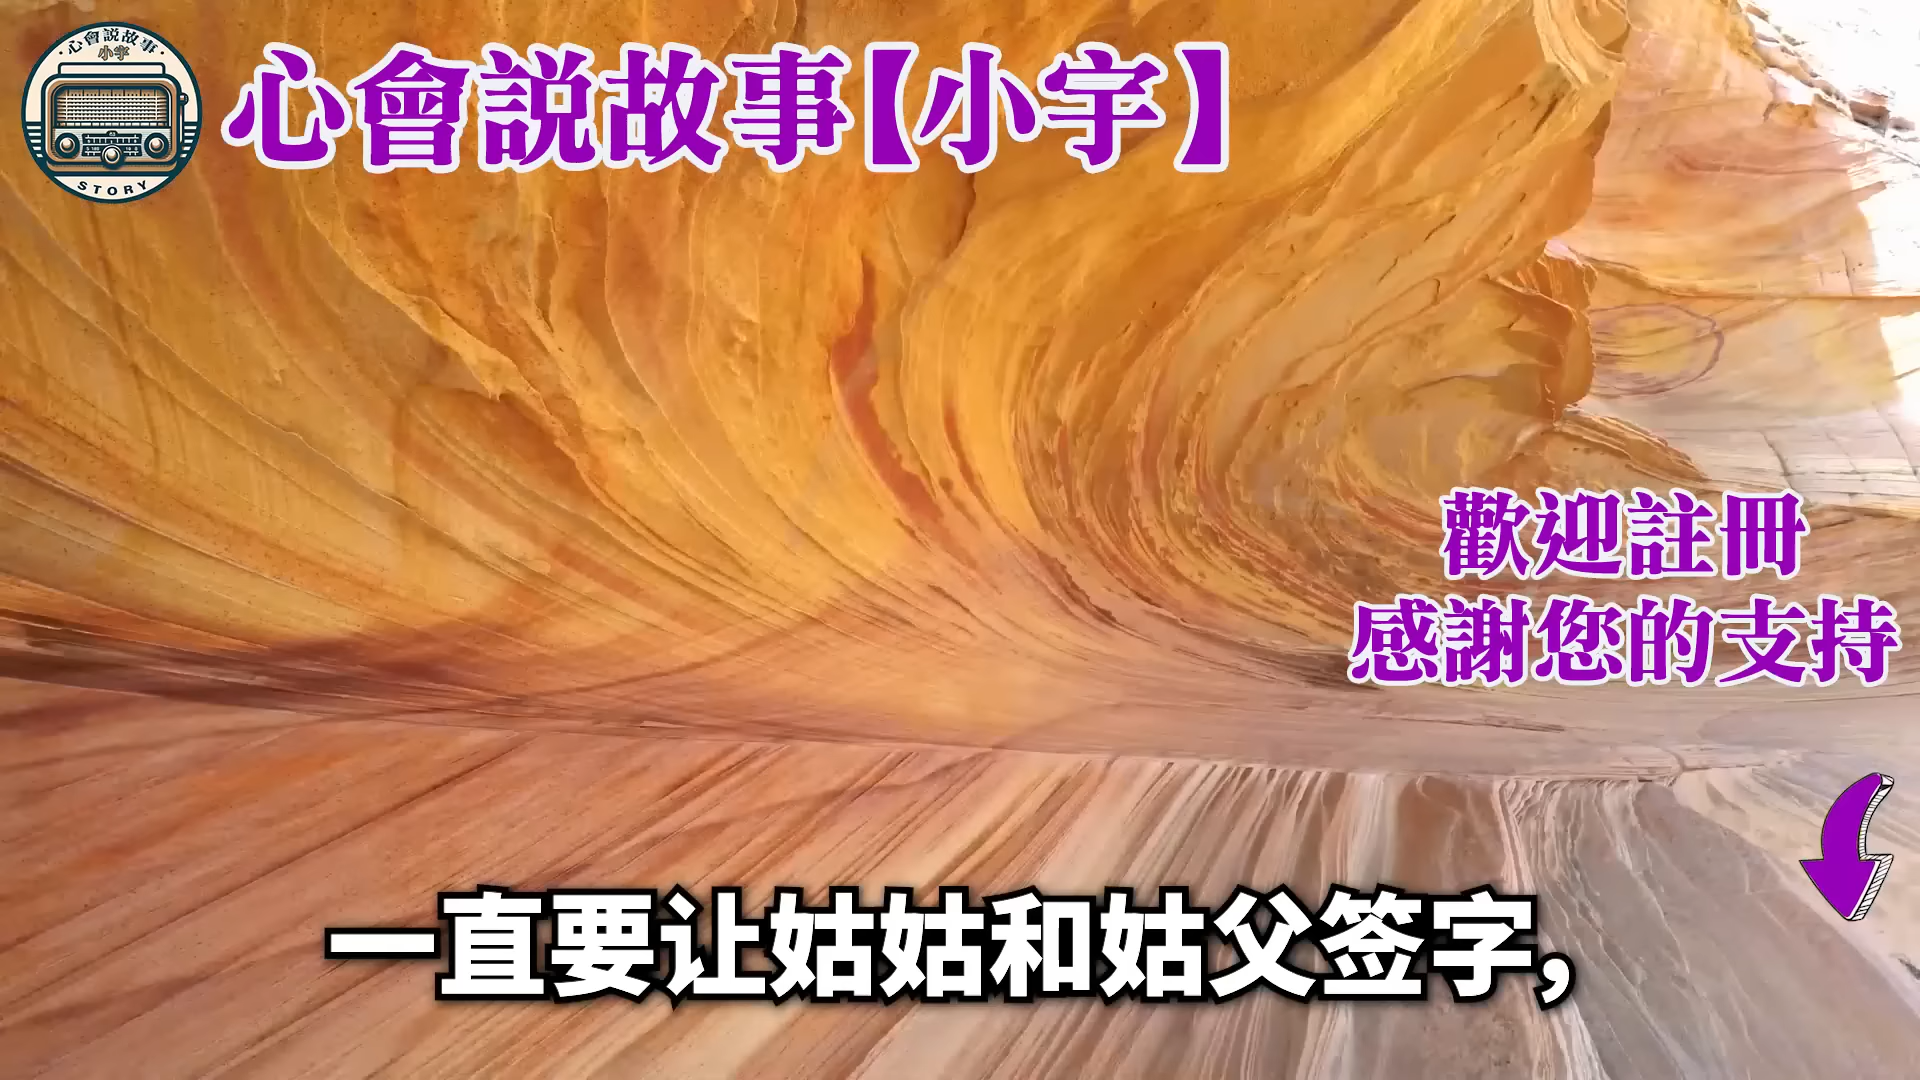 心會説故事
小宇
STORY
心會説故事【小宇】
歡迎註冊
感謝您的支持
一直要让姑姑和姑父签字,